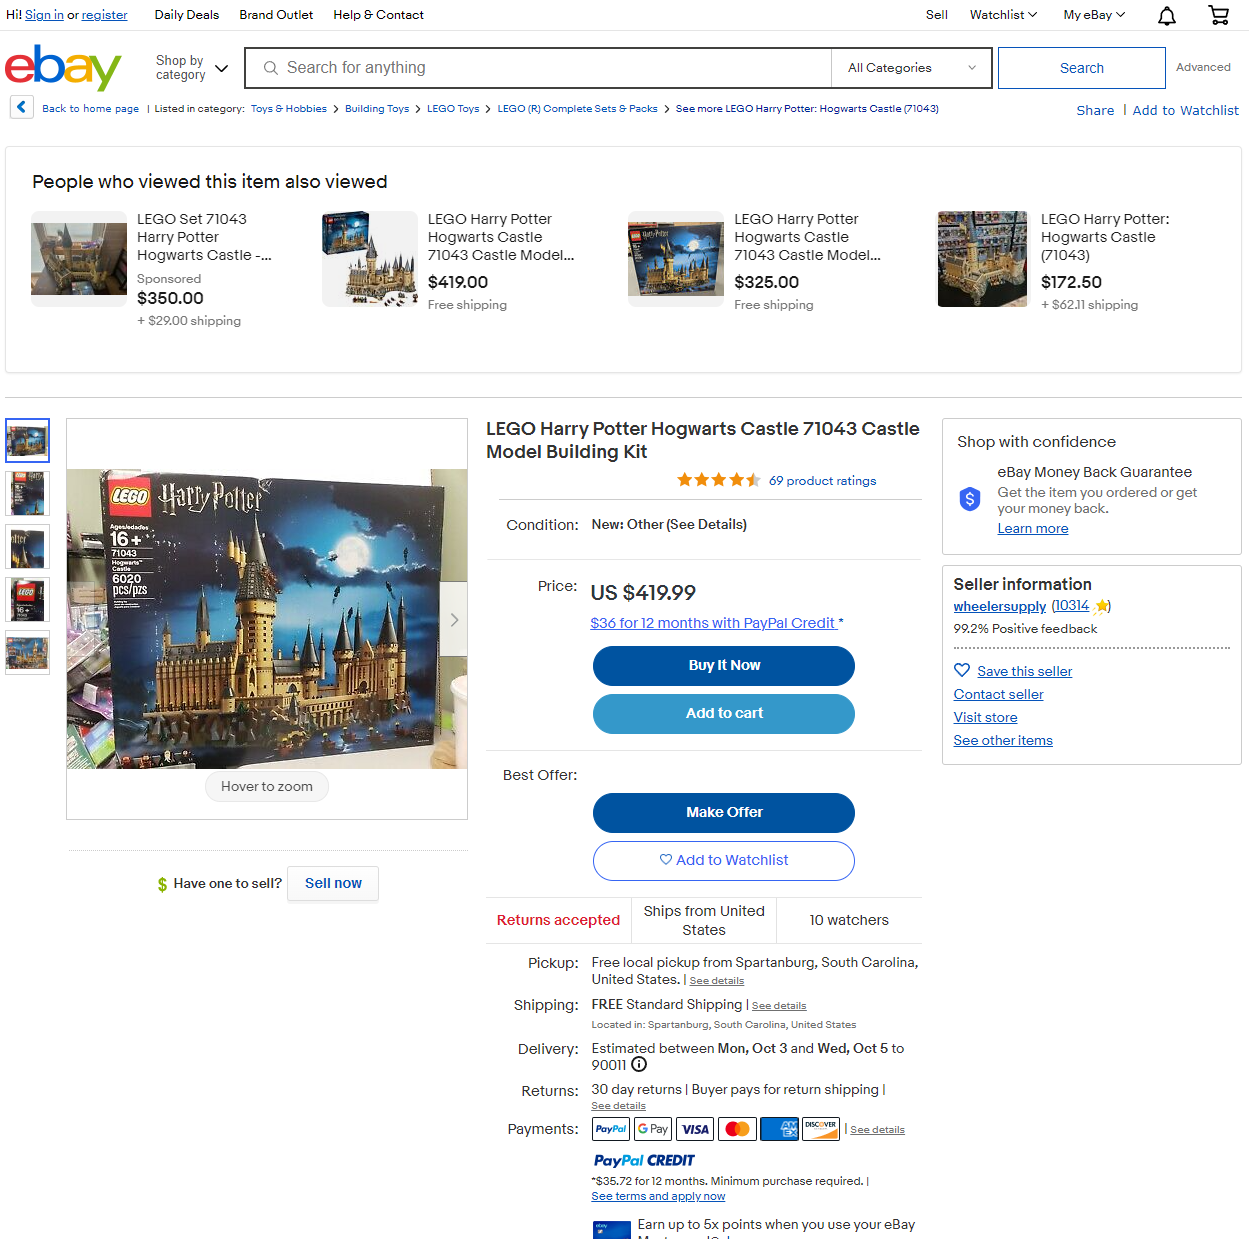 Hi! Sign in or register
Daily Deals
Brand Outlet
Help & Contact
Sell
Watchlist
My eBay
ebay
Shop by
category
Search for anything
All Categories
Search
Advanced
Back to home page | Listed in category: Toys & Hobbies > Building Toys > LEGO Toys > LEGO (R) Complete Sets & Packs > See more LEGO Harry Potter: Hogwarts Castle (71043)
Share | Add to Watchlist
People who viewed this item also viewed
LEGO Set 71043
Harry Potter
Hogwarts Castle -...
Sponsored
$350.00
+ $29.00 shipping
LEGO Harry Potter
Hogwarts Castle
71043 Castle Model...
$419.00
Free shipping
LEGO Harry Potter
Hogwarts Castle
71043 Castle Model...
$325.00
Free shipping
LEGO Harry Potter:
Hogwarts Castle
(71043)
$172.50
+ $62.11 shipping
LEGO Harry Potter
Ages/edades
16+
71043
Hogwarts™
Castle
6020
pcs/pzs
Hover to zoom
$ Have one to sell?
Sell now
LEGO Harry Potter Hogwarts Castle 71043 Castle
Model Building Kit
69 product ratings
Condition: New: Other (See Details)
Price: US $419.99
$36 for 12 months with PayPal Credit *
Buy It Now
Add to cart
Best Offer:
Make Offer
Add to Watchlist
Returns accepted
Ships from United
States
10 watchers
Pickup: Free local pickup from Spartanburg, South Carolina,
United States. | See details
Shipping: FREE Standard Shipping | See details
Located in: Spartanburg, South Carolina, United States
Delivery: Estimated between Mon, Oct 3 and Wed, Oct 5 to
90011
Returns: 30 day returns | Buyer pays for return shipping |
See details
Payments: PayPal G Pay VISA AMEX DISCOVER | See details
PayPal CREDIT
*$35.72 for 12 months. Minimum purchase required. |
See terms and apply now
Earn up to 5x points when you use your eBay
Shop with confidence
eBay Money Back Guarantee
Get the item you ordered or get
your money back.
Learn more
Seller information
wheelersupply (10314)
99.2% Positive feedback
Save this seller
Contact seller
Visit store
See other items